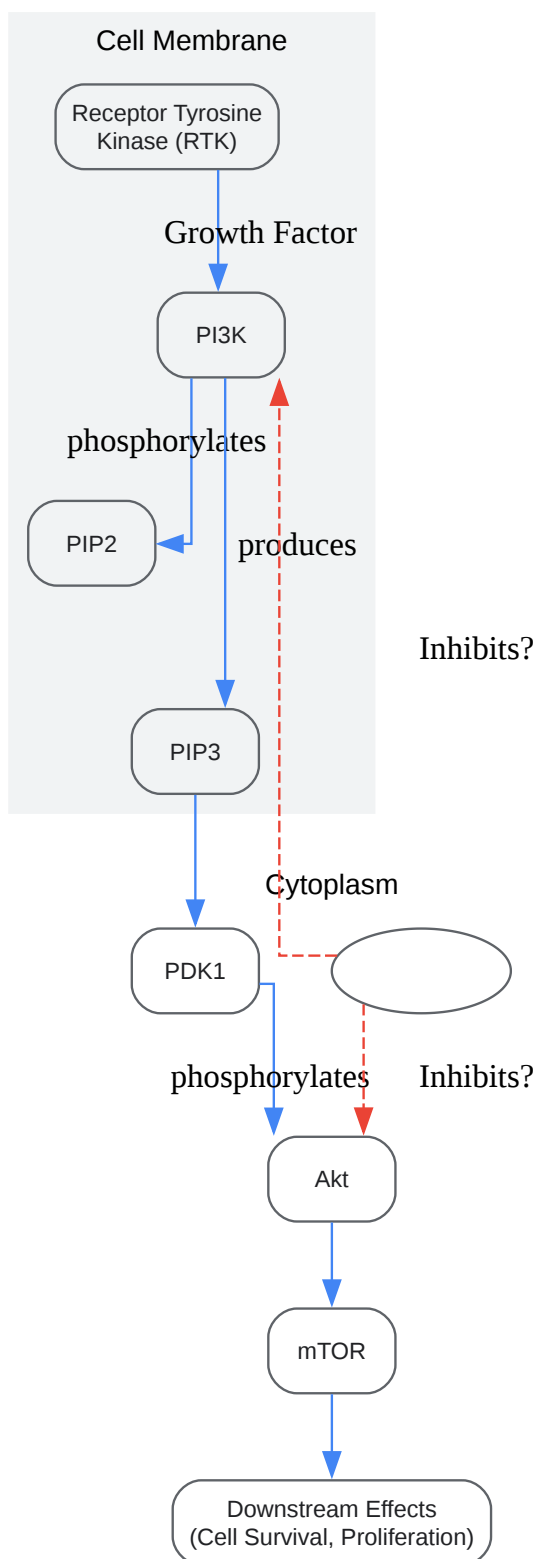 Cell Membrane
Receptor Tyrosine
Kinase (RTK)
Growth Factor
PI3K
phosphorylates
PIP2
produces
Inhibits?
PIP3
Cytoplasm
PDK1
phosphorylates
Inhibits?
Akt
mTOR
Downstream Effects
(Cell Survival, Proliferation)